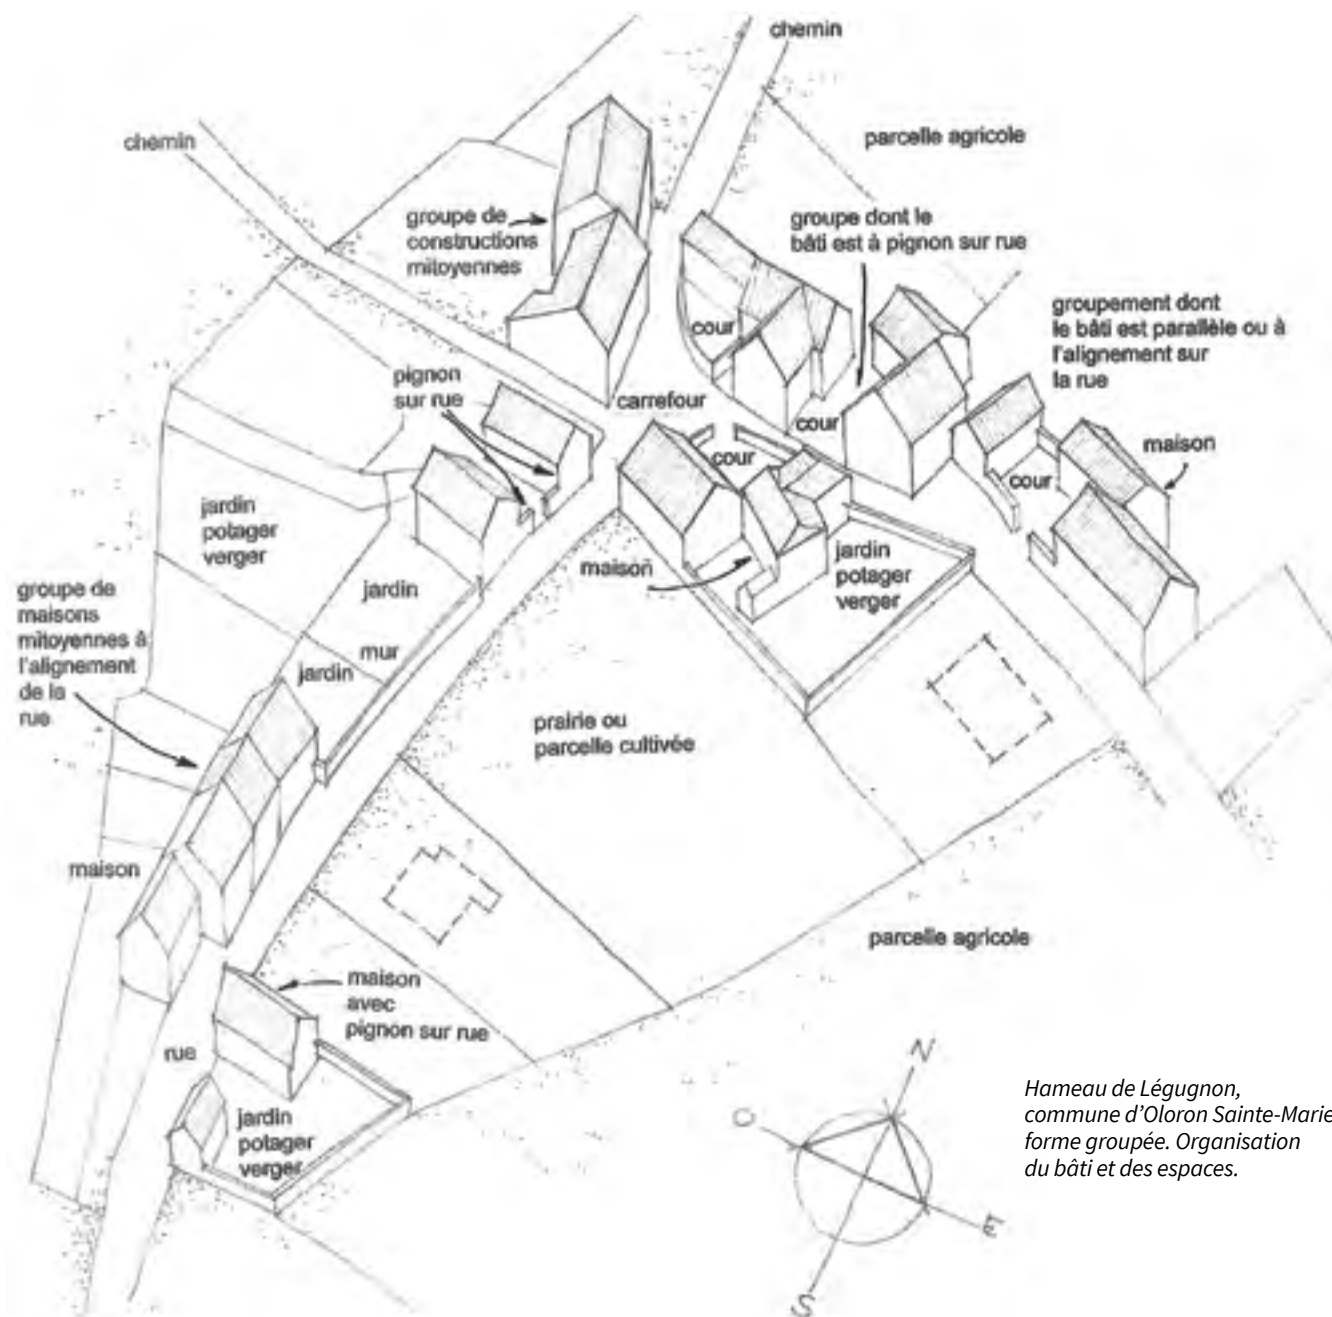 chemin
chemin
parcelle agricole
groupe de
constructions
mitoyennes
groupe dont le
bâti est à pignon sur rue
groupement dont
le bâti est parallèle ou à
l'alignement sur
la rue
cour
pignon
sur rue
carrefour
cour
maison
cour
cour
jardin
potager
verger
maison
jardin
potager
verger
groupe de
maisons
mitoyennes à
l'alignement
de la
rue
jardin
mur
jardin
prairie ou
parcelle cultivée
maison
parcelle agricole
maison
avec
pignon sur rue
rue
jardin
potager
verger
N
O
E
S
Hameau de Légugnon,
commune d'Oloron Sainte-Marie
forme groupée. Organisation
du bâti et des espaces.